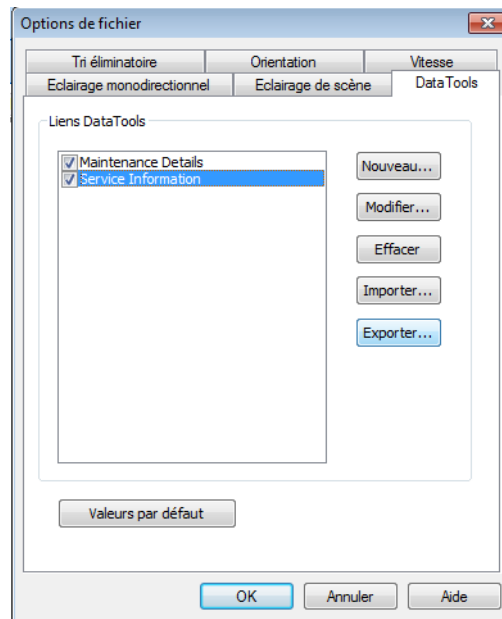 Options de fichier
Tri éliminatoire
Orientation
Vitesse
Eclairage monodirectionnel
Eclairage de scène
DataTools
Liens DataTools
Maintenance Details
Service Information
Nouveau...
Modifier...
Effacer
Importer...
Exporter...
Valeurs par défaut
OK
Annuler
Aide